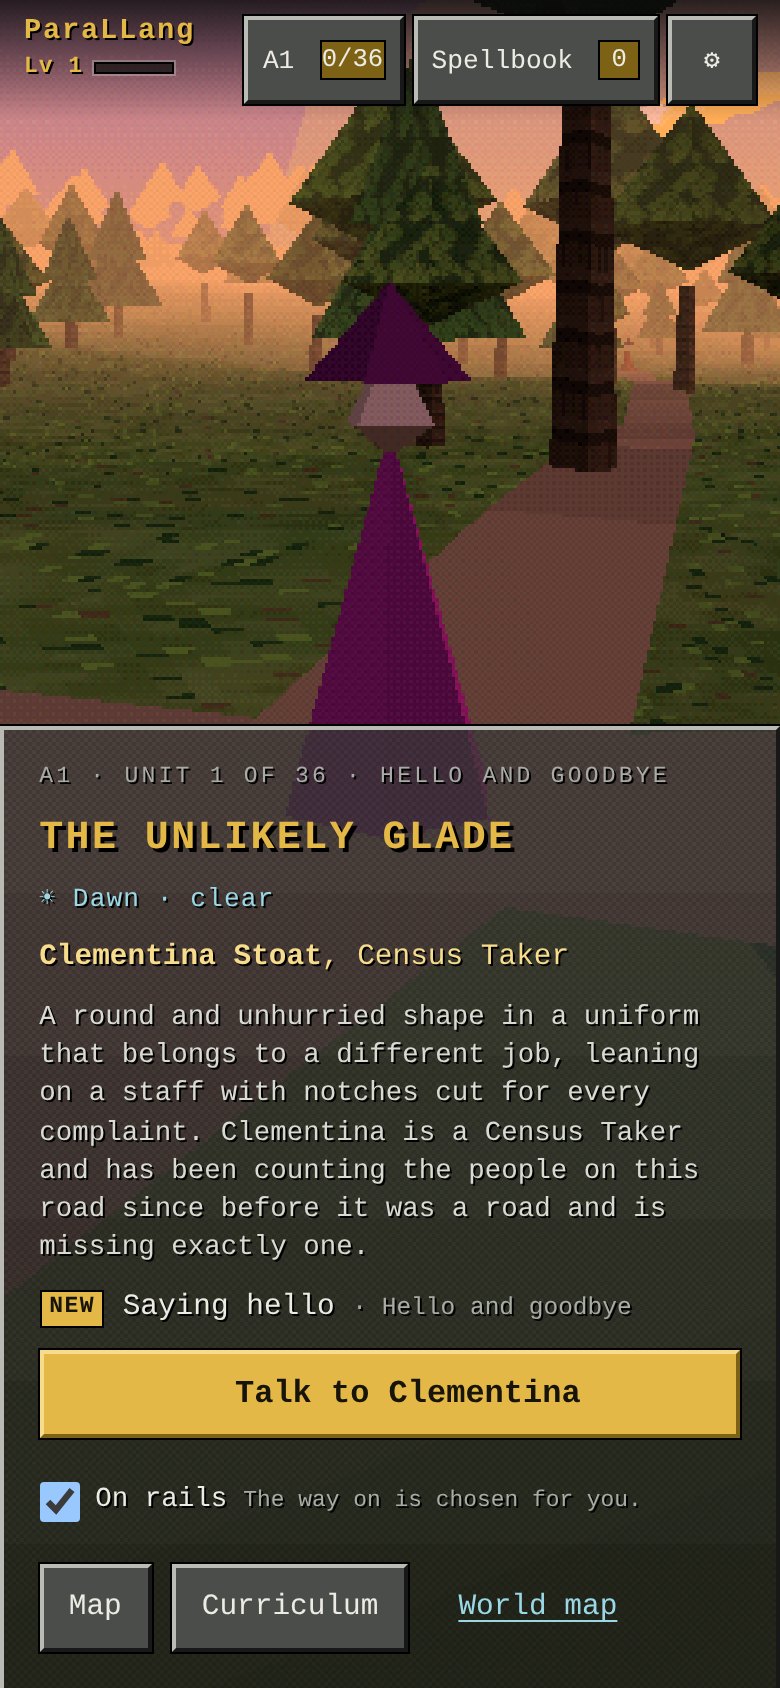 ParaLLang
Lv 1
A1 0/36
Spellbook 0
⚙
A1 · UNIT 1 OF 36 · HELLO AND GOODBYE
THE UNLIKELY GLADE
☀ Dawn · clear
Clementina Stoat, Census Taker
A round and unhurried shape in a uniform
that belongs to a different job, leaning
on a staff with notches cut for every
complaint. Clementina is a Census Taker
and has been counting the people on this
road since before it was a road and is
missing exactly one.
NEW Saying hello · Hello and goodbye
Talk to Clementina
On rails The way on is chosen for you.
Map Curriculum World map